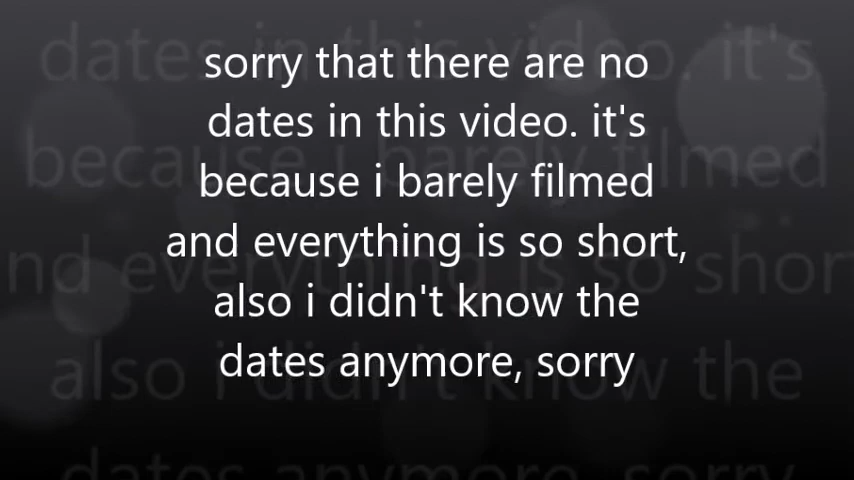 sorry that there are no
dates in this video. it's
because i barely filmed
and everything is so short,
also i didn't know the
dates anymore, sorry